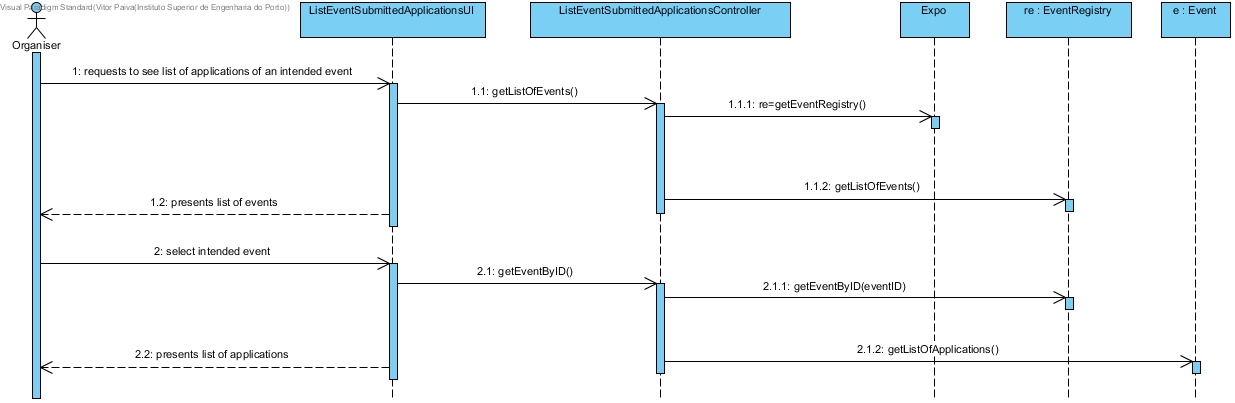 Visual Paradigm Standard(Vitor Paiva(Instituto Superior de Engenharia do Porto))
Organiser
ListEventSubmittedApplicationsUI
ListEventSubmittedApplicationsController
Expo
re : EventRegistry
e : Event
1: requests to see list of applications of an intended event
1.1: getListOfEvents()
1.1.1: re=getEventRegistry()
1.1.2: getListOfEvents()
1.2: presents list of events
2: select intended event
2.1: getEventByID()
2.1.1: getEventByID(eventID)
2.1.2: getListOfApplications()
2.2: presents list of applications